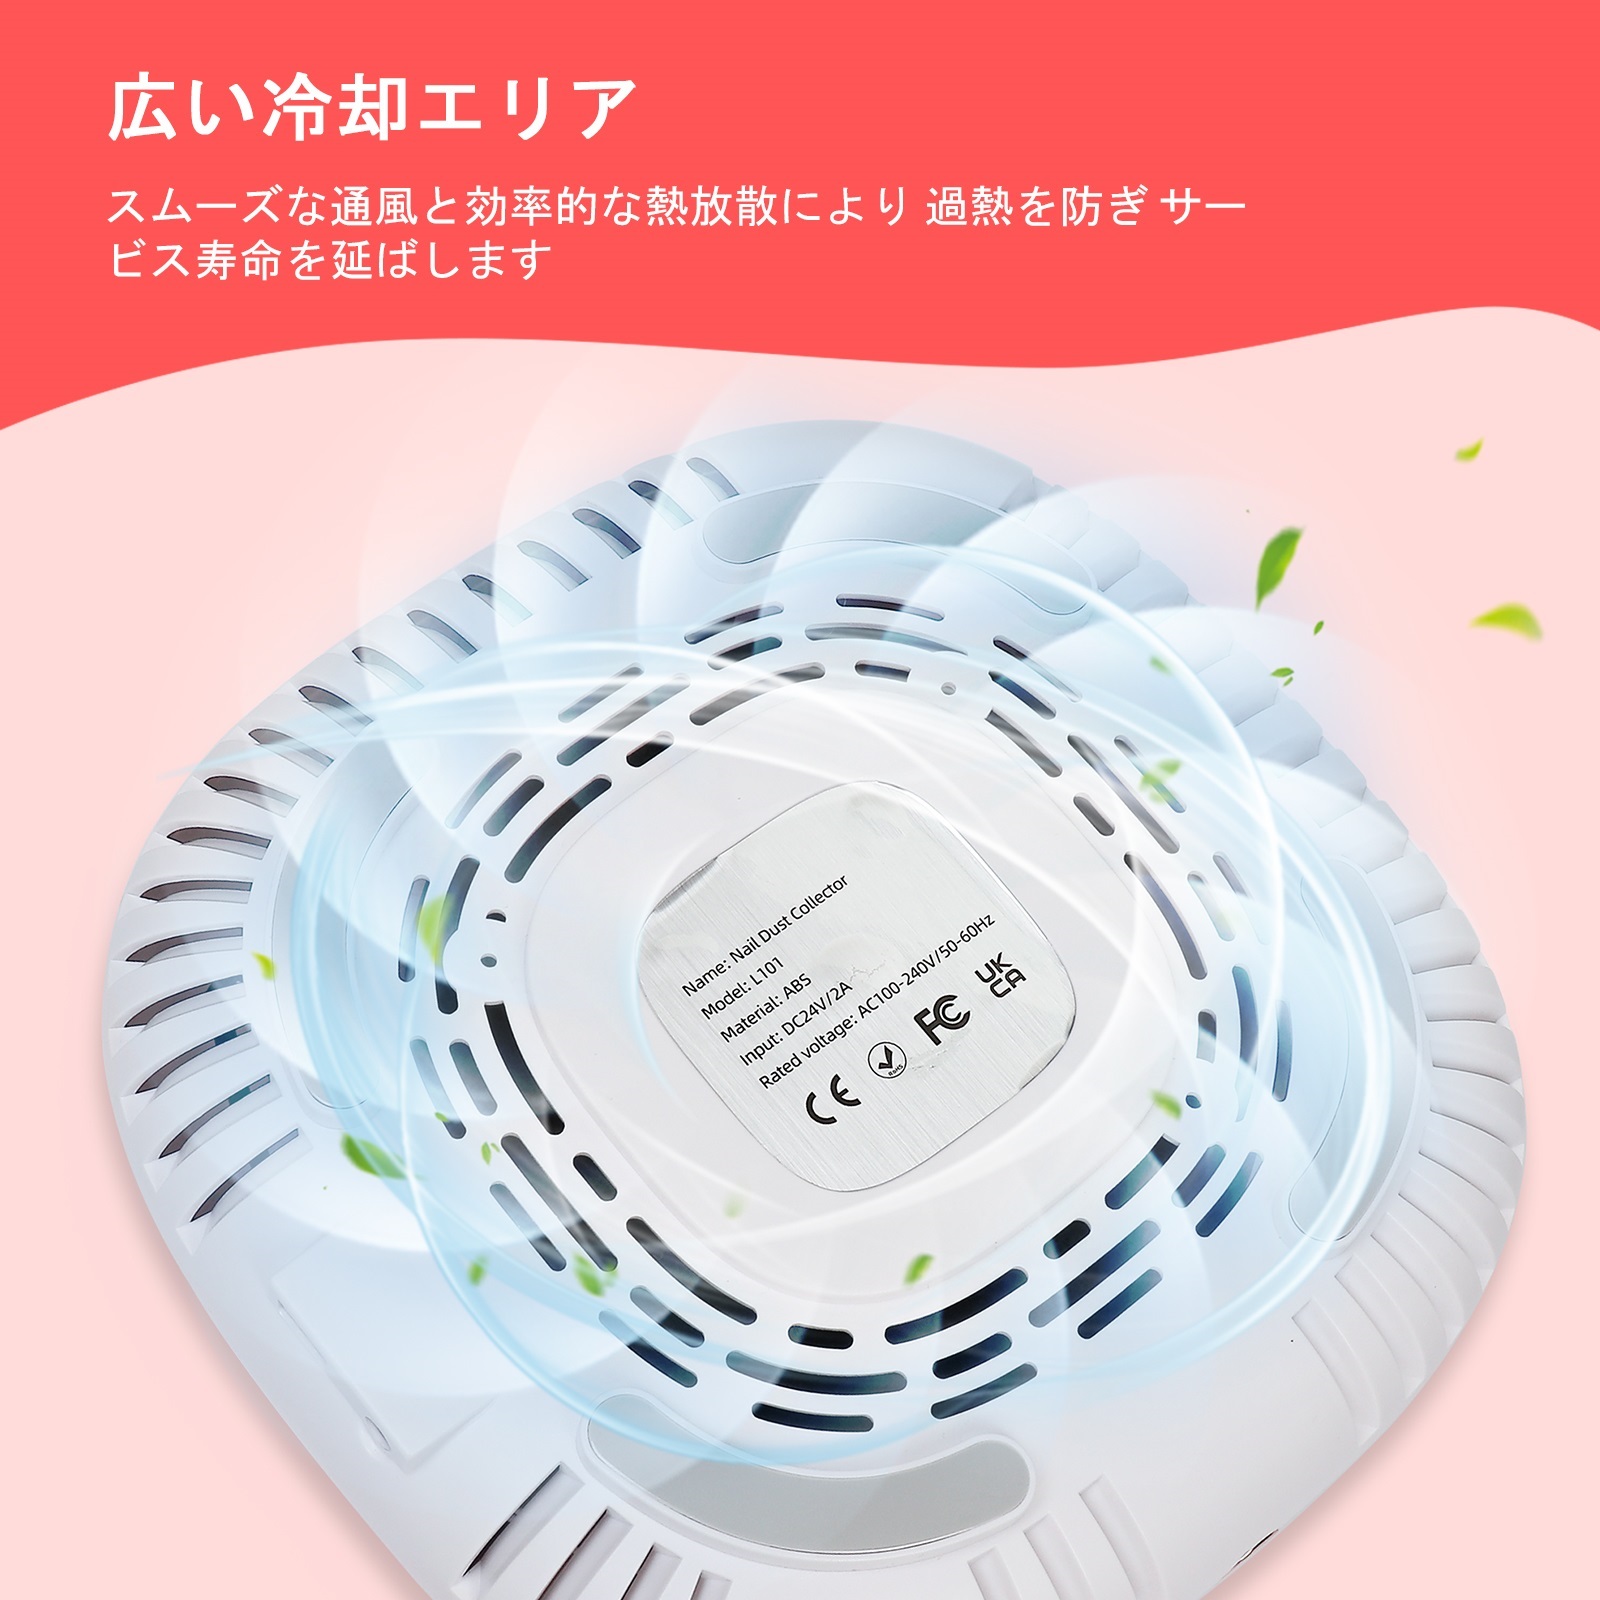 広い冷却エリア
スムーズな通風と効率的な熱放散により 過熱を防ぎ サー
ビス寿命を延ばします
Name: Nail Dust Collector
Model: L101
Material: ABS
Input: DC24V/2A
Rated voltage: AC100-240V/50-60Hz
CE RoHS FC UK
CA